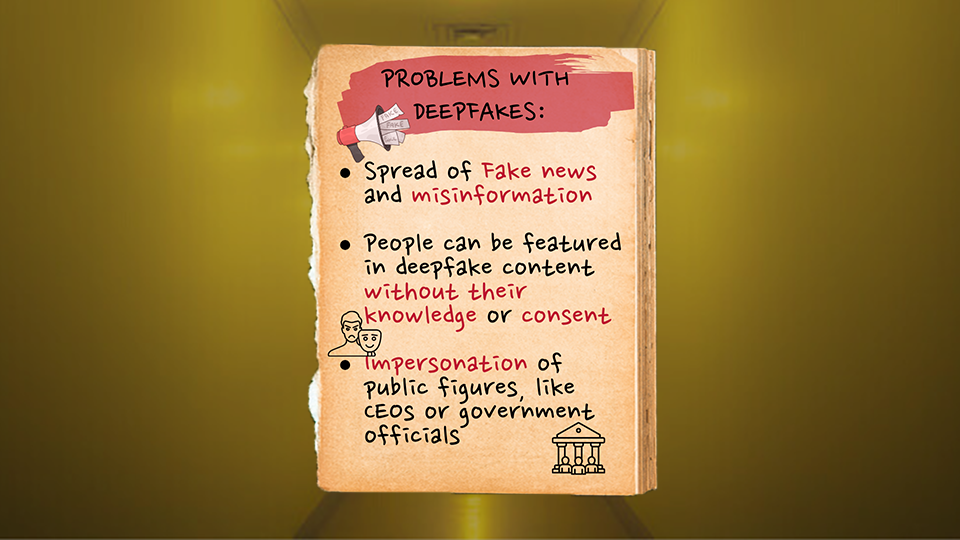 PROBLEMS WITH
DEEPFAKES:
FAKE
FAKE
• Spread of Fake news
and misinformation
• People can be featured
in deepfake content
without their
knowledge or consent
• Impersonation of
public figures, like
CEOs or government
officials